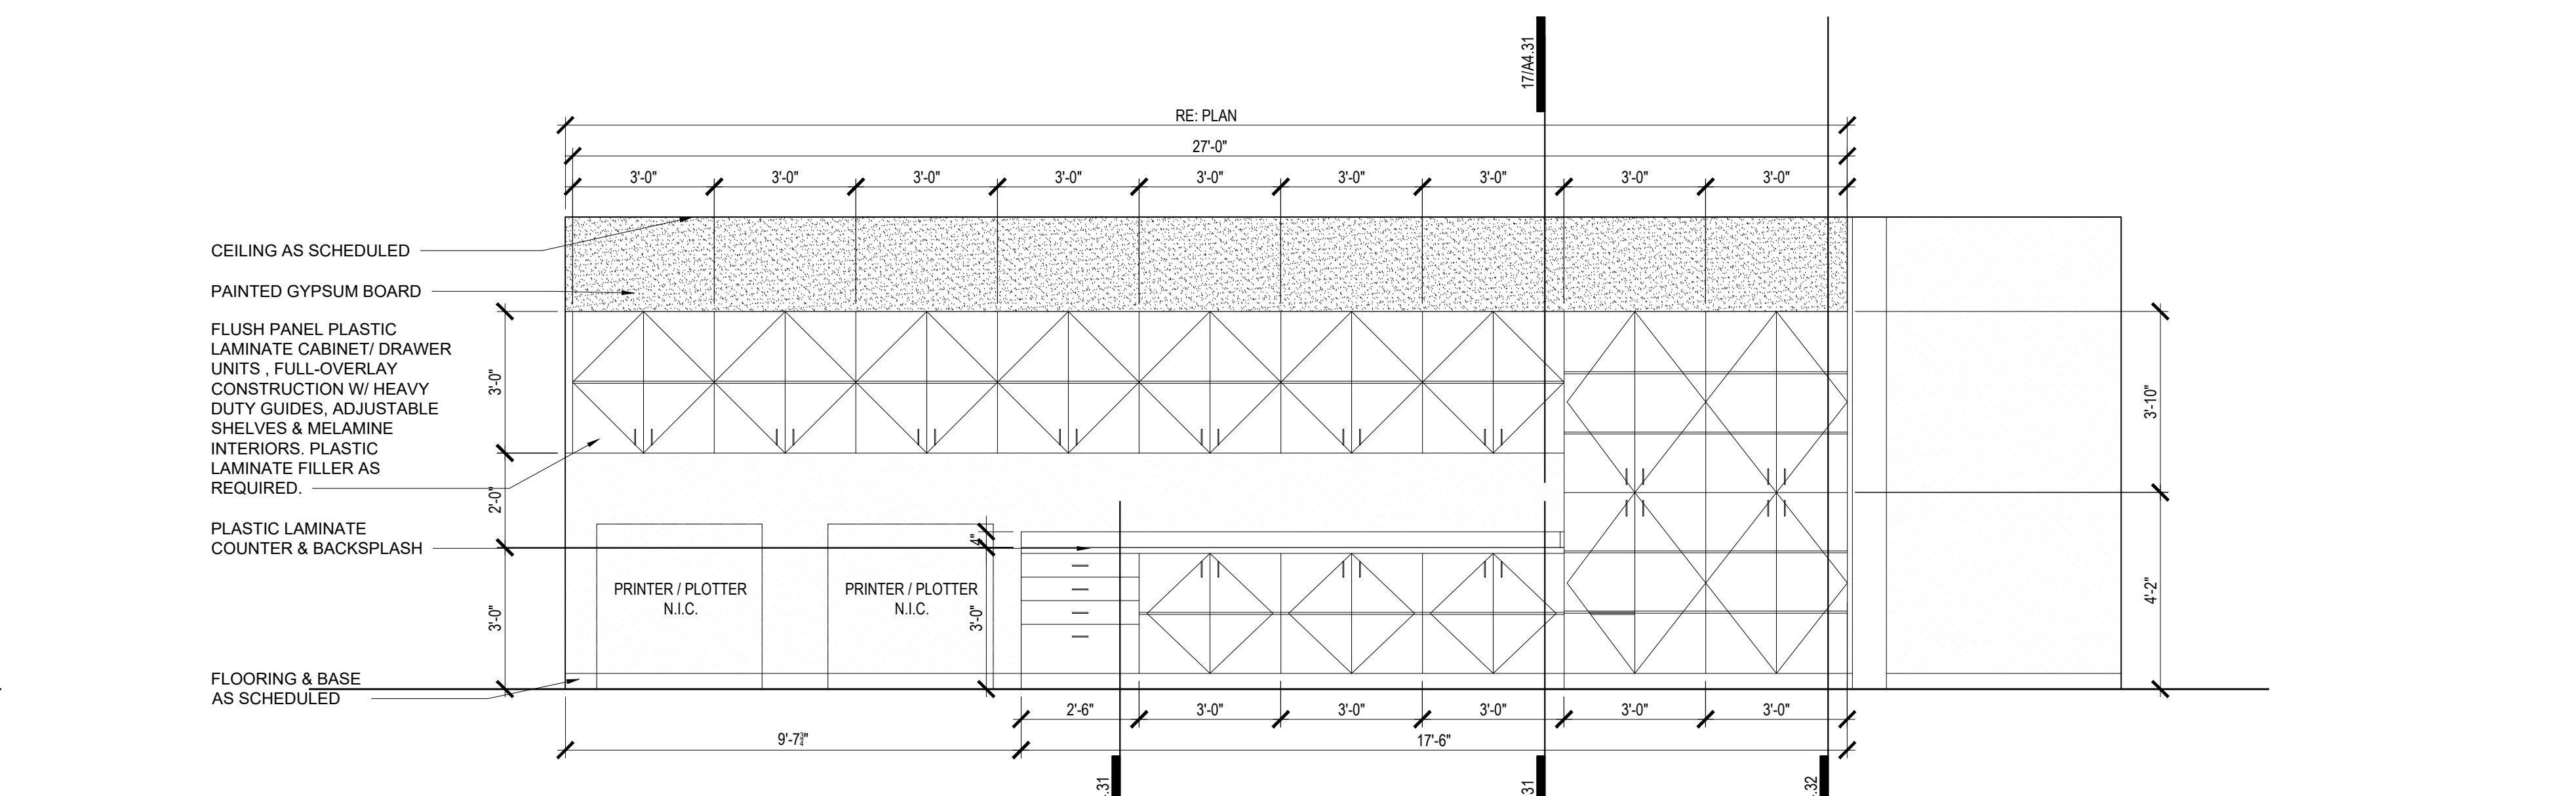 17/A4.31
RE: PLAN
27'-0"
3'-0" 3'-0" 3'-0" 3'-0" 3'-0" 3'-0" 3'-0" 3'-0" 3'-0"
CEILING AS SCHEDULED
PAINTED GYPSUM BOARD
FLUSH PANEL PLASTIC
LAMINATE CABINET/ DRAWER
UNITS , FULL-OVERLAY
CONSTRUCTION W/ HEAVY
DUTY GUIDES, ADJUSTABLE
SHELVES & MELAMINE
INTERIORS. PLASTIC
LAMINATE FILLER AS
REQUIRED.
3'-0"
2'-0"
3'-10"
PLASTIC LAMINATE
COUNTER & BACKSPLASH
4"
PRINTER / PLOTTER
N.I.C.
PRINTER / PLOTTER
N.I.C.
3'-0"
3'-0"
4'-2"
FLOORING & BASE
AS SCHEDULED
2'-6" 3'-0" 3'-0" 3'-0" 3'-0" 3'-0"
9'-7¾"
17'-6"
.31
.31
.32